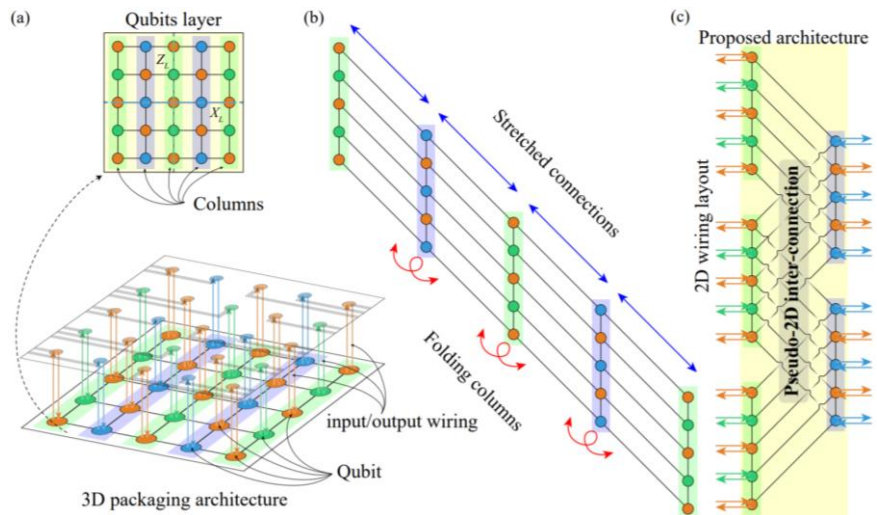 (a)
Qubits layer
Z_L
X_L
Columns
input/output wiring
Qubit
3D packaging architecture
(b)
Stretched connections
Folding columns
(c)
Proposed architecture
2D wiring layout
Pseudo-2D inter-connection